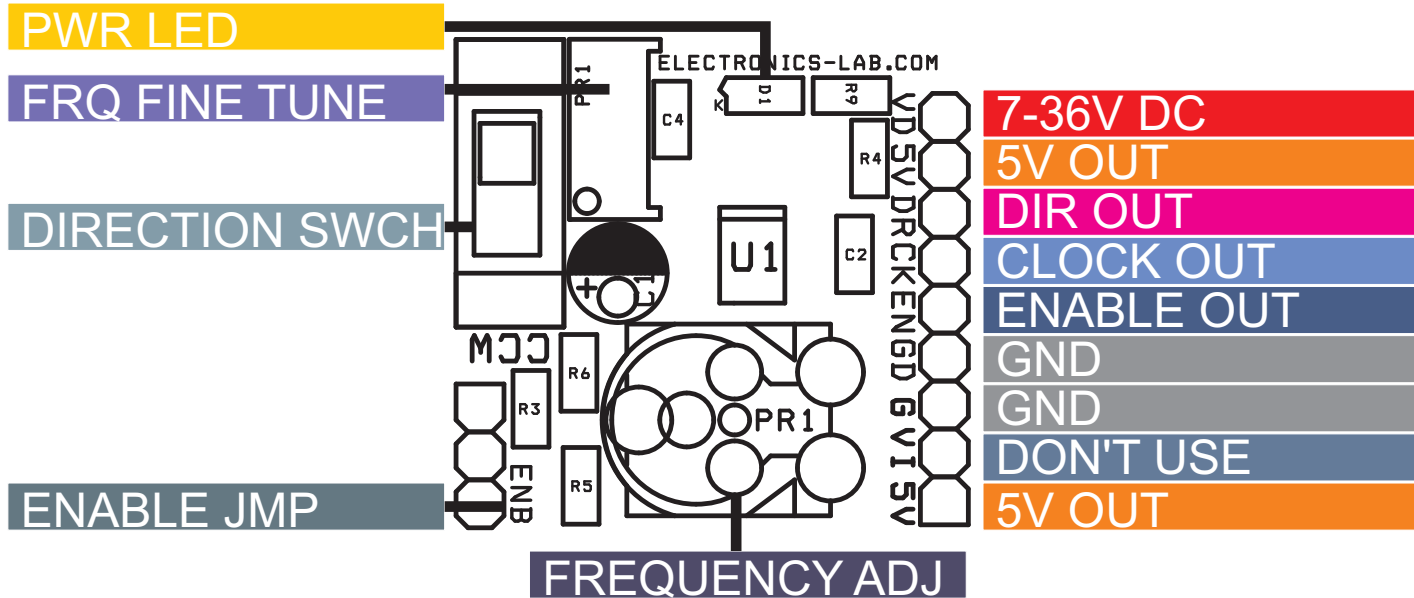 PWR LED
FRQ FINE TUNE
DIRECTION SWCH
ENABLE JMP
ELECTRONICS-LAB.COM
PR1
C4
K
D1
R9
R4
U1
C2
+
C1
CCW
R6
R3
R5
PR1
ENB
VD
5V
DR
CK
EN
GD
G
VI
5V
7-36V DC
5V OUT
DIR OUT
CLOCK OUT
ENABLE OUT
GND
GND
DON'T USE
5V OUT
FREQUENCY ADJ